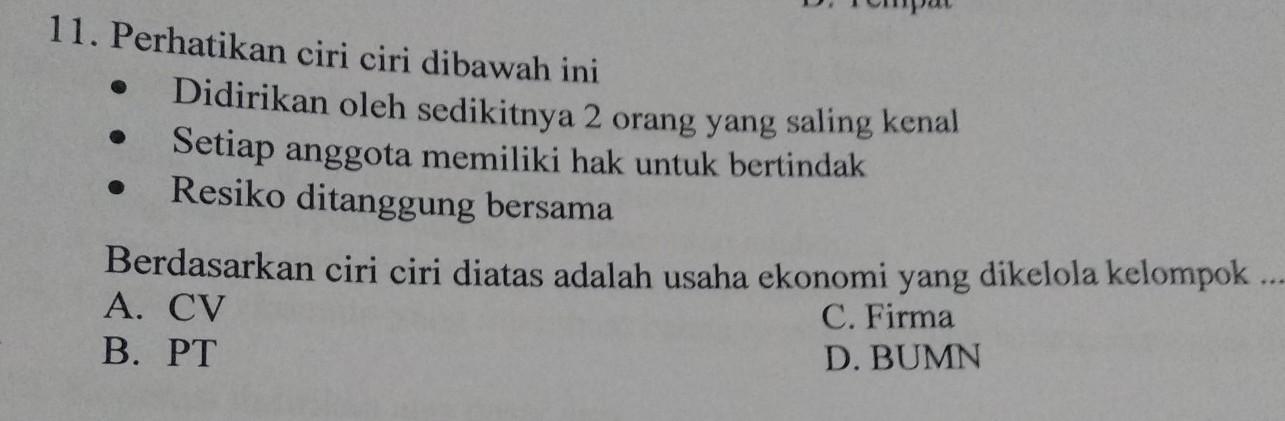 11. Perhatikan ciri ciri dibawah ini
• Didirikan oleh sedikitnya 2 orang yang saling kenal
• Setiap anggota memiliki hak untuk bertindak
• Resiko ditanggung bersama
Berdasarkan ciri ciri diatas adalah usaha ekonomi yang dikelola kelompok ...
A. CV
B. PT
C. Firma
D. BUMN